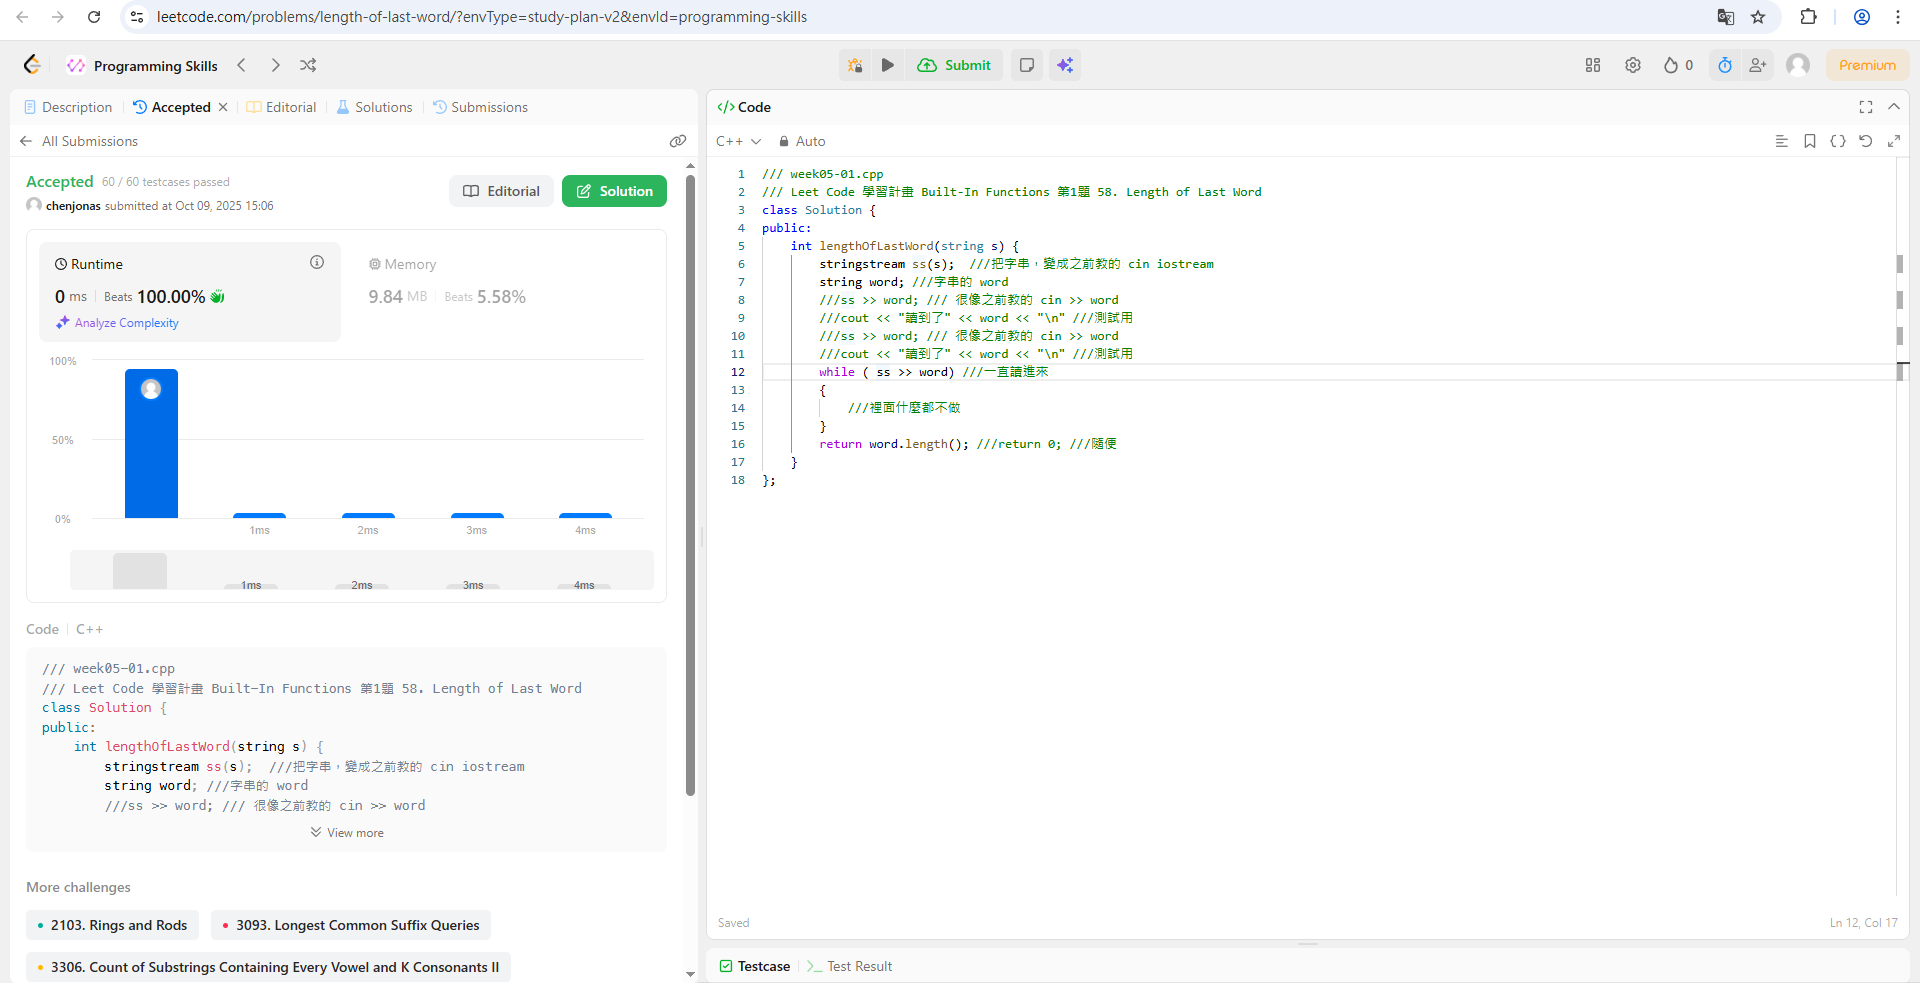 leetcode.com/problems/length-of-last-word/?envType=study-plan-v2&envId=programming-skills
Programming Skills
Submit
0
Premium
Description
Accepted
Editorial
Solutions
Submissions
All Submissions
Accepted 60 / 60 testcases passed
chenjonas submitted at Oct 09, 2025 15:06
Editorial
Solution
Runtime
0 ms Beats 100.00%
Analyze Complexity
Memory
9.84 MB Beats 5.58%
100%
50%
0%
1ms 2ms 3ms 4ms
1ms 2ms 3ms 4ms
Code C++
/// week05-01.cpp
/// Leet Code 學習計畫 Built-In Functions 第1題 58. Length of Last Word
class Solution {
public:
    int lengthOfLastWord(string s) {
        stringstream ss(s);  ///把字串，變成之前教的 cin iostream
        string word; ///字串的 word
        ///ss >> word; /// 很像之前教的 cin >> word
View more
More challenges
2103. Rings and Rods
3093. Longest Common Suffix Queries
3306. Count of Substrings Containing Every Vowel and K Consonants II
</> Code
C++ Auto
1 /// week05-01.cpp
2 /// Leet Code 學習計畫 Built-In Functions 第1題 58. Length of Last Word
3 class Solution {
4 public:
5     int lengthOfLastWord(string s) {
6         stringstream ss(s);  ///把字串，變成之前教的 cin iostream
7         string word; ///字串的 word
8         ///ss >> word; /// 很像之前教的 cin >> word
9         ///cout << "讀到了" << word << "\n" ///測試用
10         ///ss >> word; /// 很像之前教的 cin >> word
11         ///cout << "讀到了" << word << "\n" ///測試用
12         while ( ss >> word) ///一直讀進來
13         {
14             ///裡面什麼都不做
15         }
16         return word.length(); ///return 0; ///隨便
17     }
18 };
Saved
Ln 12, Col 17
Testcase
Test Result